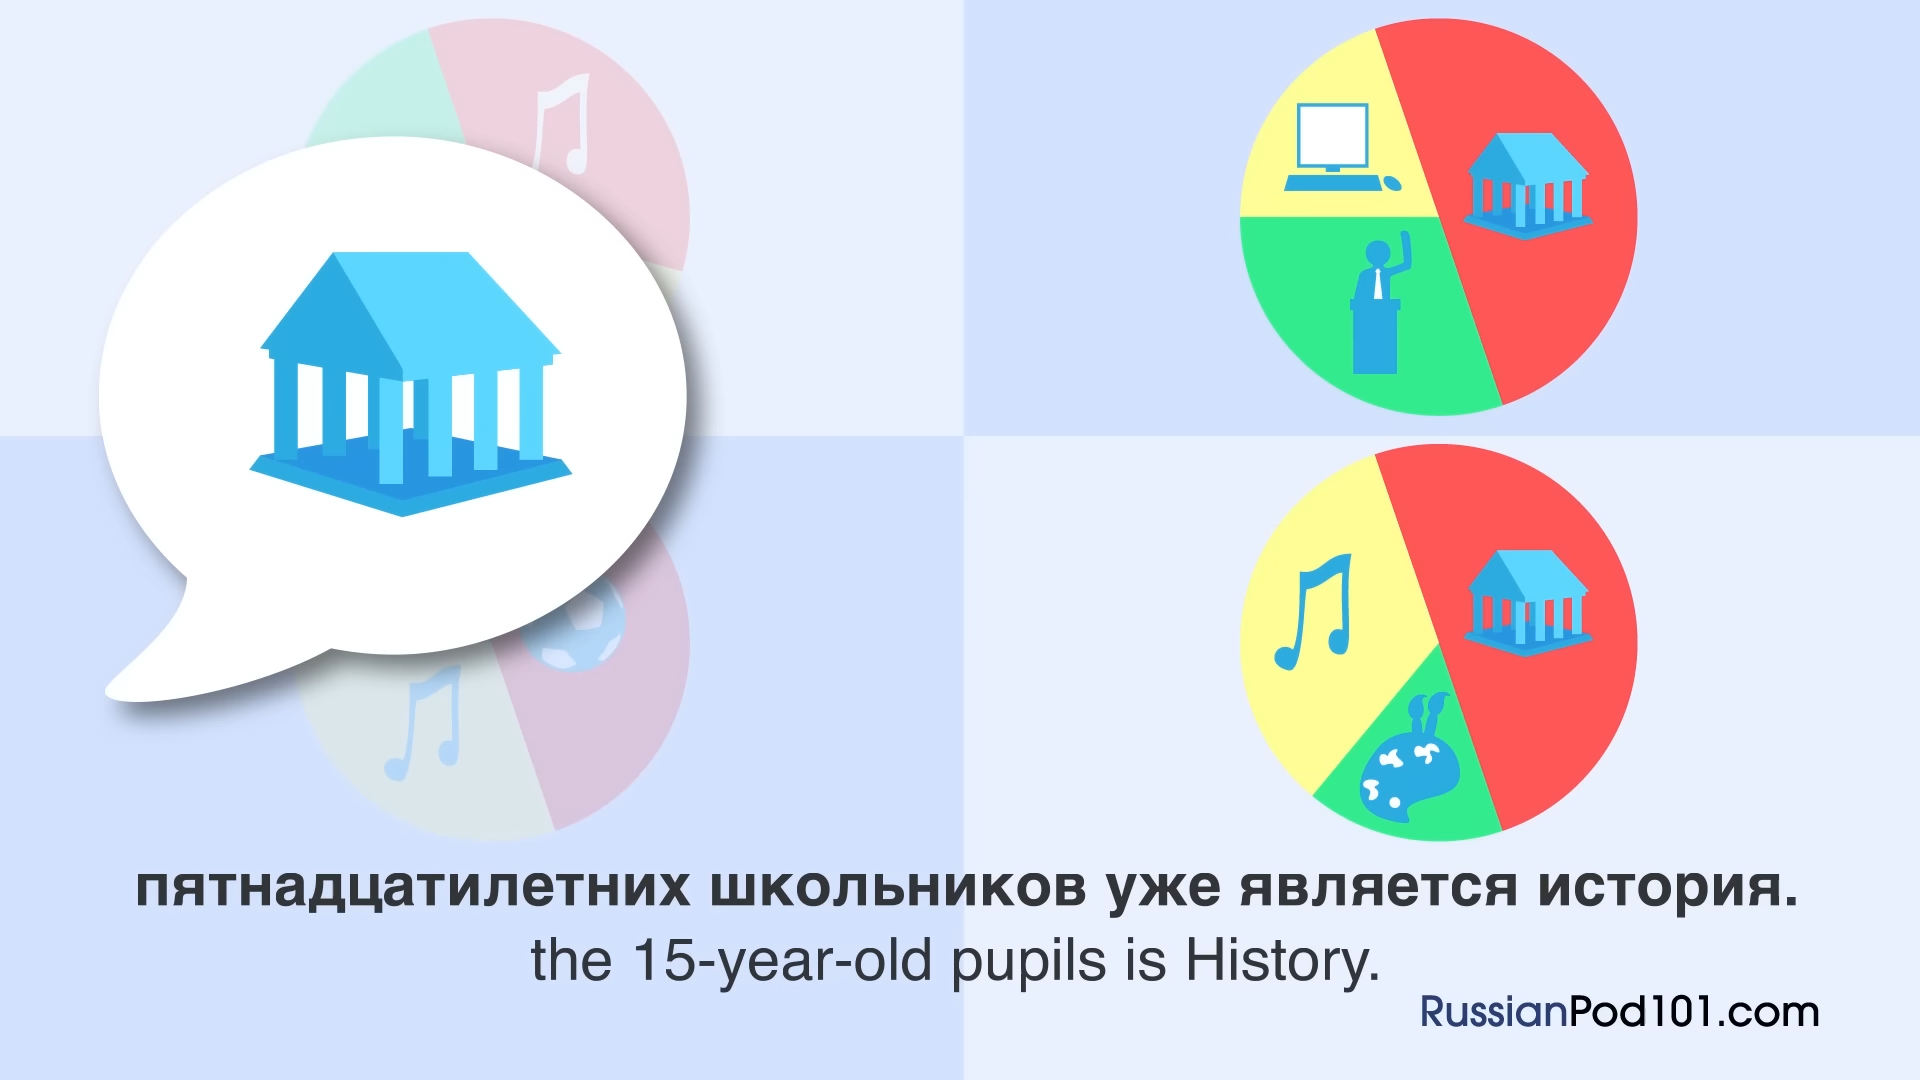 пятнадцатилетних школьников уже является история.
the 15-year-old pupils is History.
RussianPod101.com